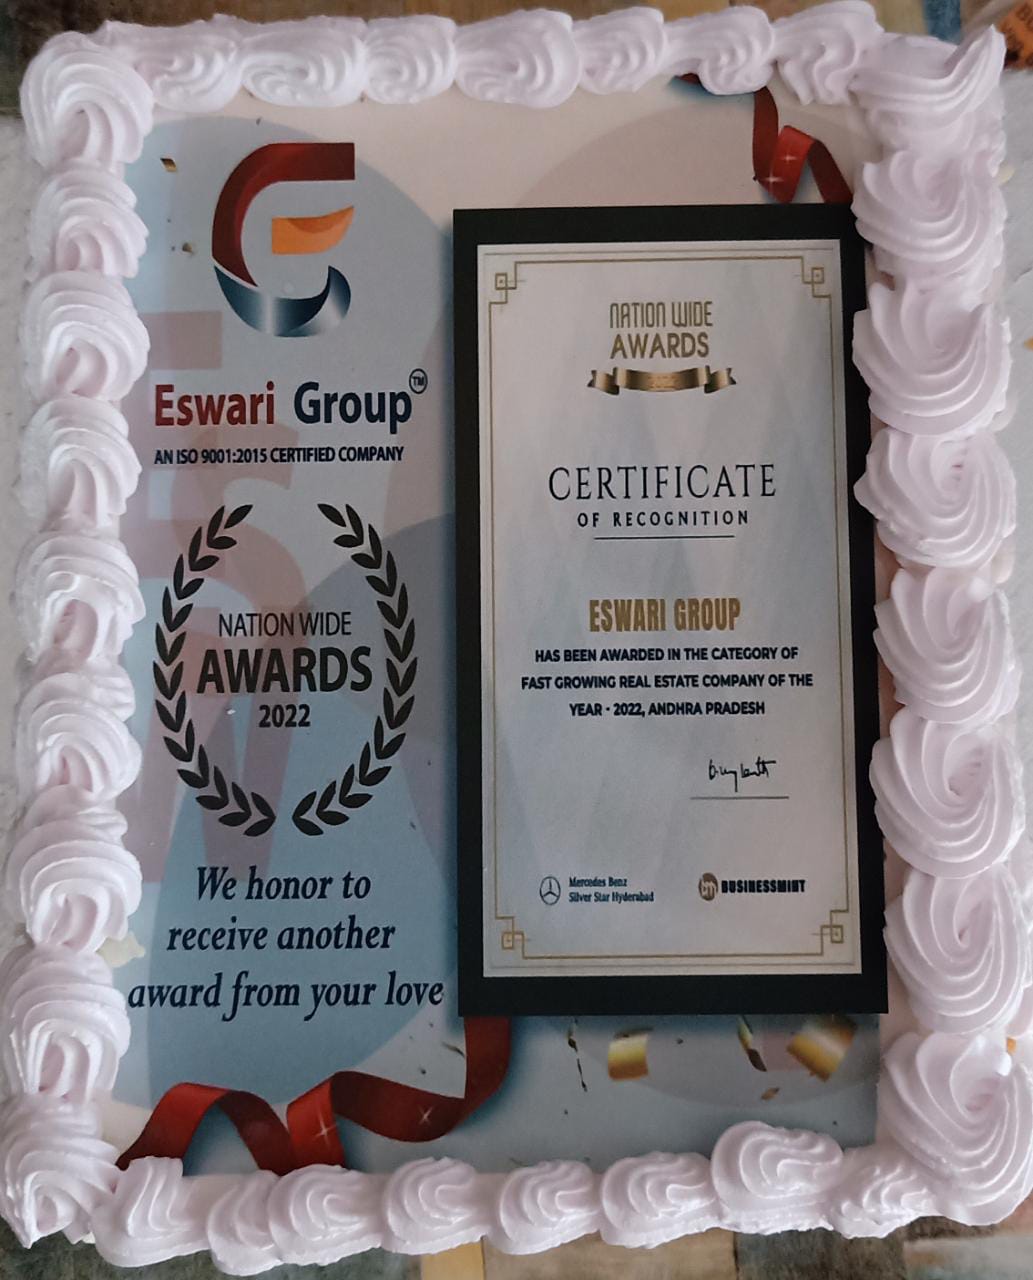 Eswari Group™
AN ISO 9001:2015 CERTIFIED COMPANY
NATION WIDE
AWARDS
2022
We honor to
receive another
award from your love
NATION WIDE
AWARDS
2022
CERTIFICATE
OF RECOGNITION
ESWARI GROUP
HAS BEEN AWARDED IN THE CATEGORY OF
FAST GROWING REAL ESTATE COMPANY OF THE
YEAR - 2022, ANDHRA PRADESH
Mercedes Benz
Silver Star Hyderabad
bm BUSINESSMINT